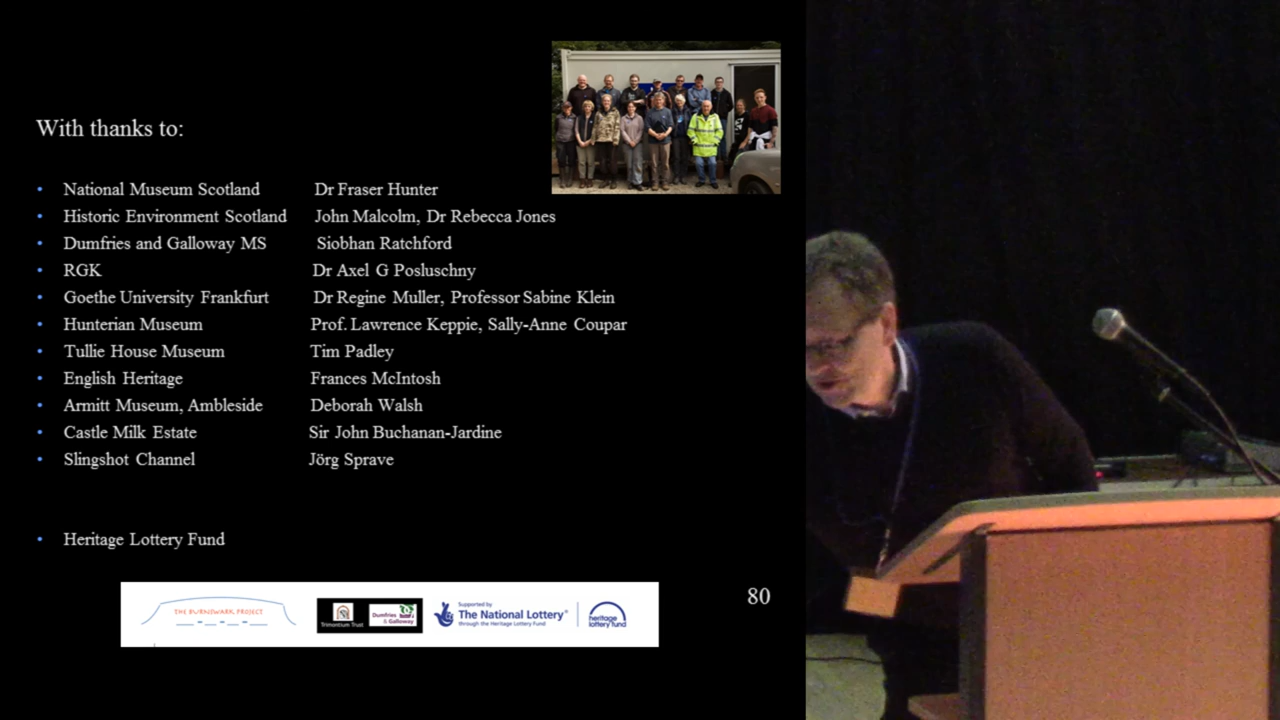 With thanks to:
• National Museum Scotland Dr Fraser Hunter
• Historic Environment Scotland John Malcolm, Dr Rebecca Jones
• Dumfries and Galloway MS Siobhan Ratchford
• RGK Dr Axel G Posluschny
• Goethe University Frankfurt Dr Regine Muller, Professor Sabine Klein
• Hunterian Museum Prof. Lawrence Keppie, Sally-Anne Coupar
• Tullie House Museum Tim Padley
• English Heritage Frances McIntosh
• Armitt Museum, Ambleside Deborah Walsh
• Castle Milk Estate Sir John Buchanan-Jardine
• Slingshot Channel Jörg Sprave
• Heritage Lottery Fund
THE BURNSWARK PROJECT
Trimontium Trust
Dumfries
& Galloway
Supported by
The National Lottery®
through the Heritage Lottery Fund
heritage
lottery fund
80